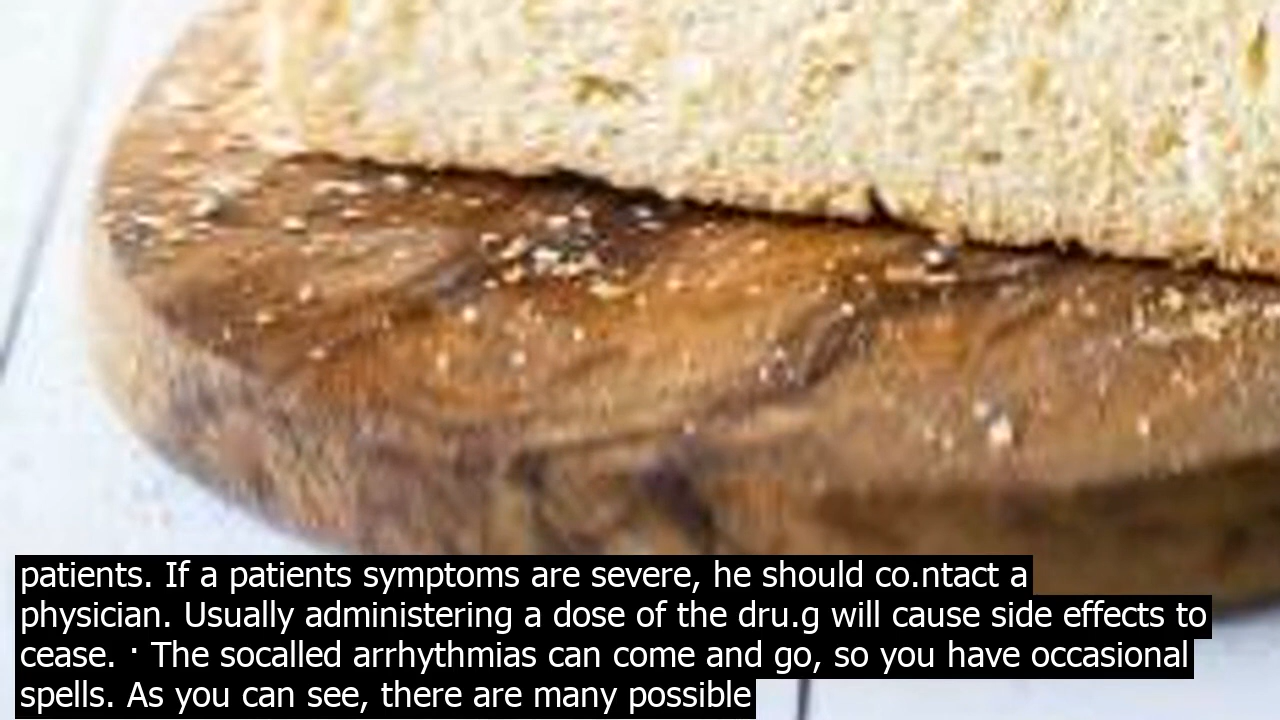 patients. If a patients symptoms are severe, he should co.ntact a
physician. Usually administering a dose of the dru.g will cause side effects to
cease. · The socalled arrhythmias can come and go, so you have occasional
spells. As you can see, there are many possible